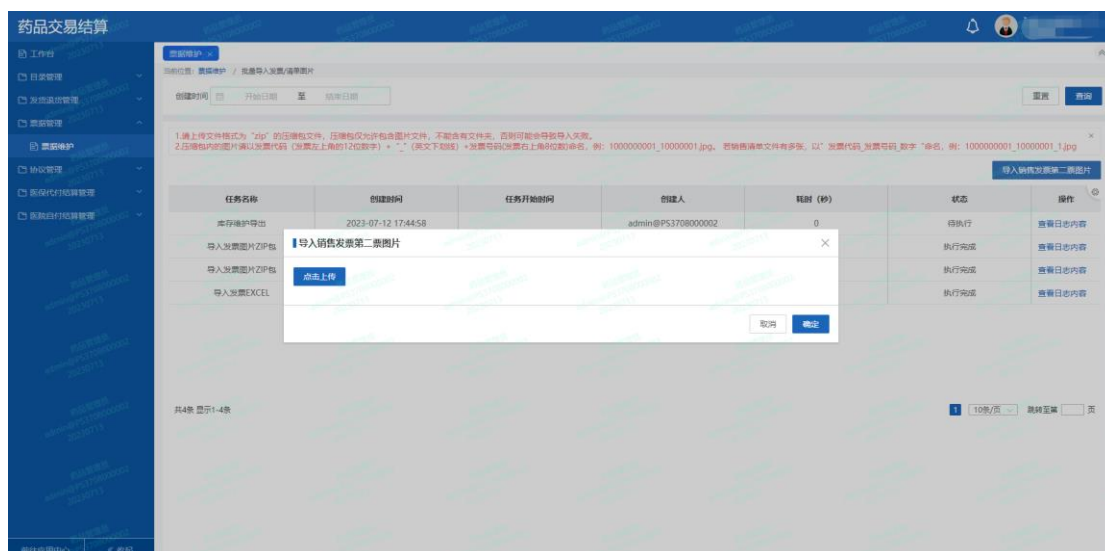 药品交易结算
工作台
目录管理
发货退货管理
票据管理
票据维护
协议管理
医保代付结算管理
医院自付结算管理
票据维护 ×
当前位置: 票据维护 / 批量导入发票/清单图片
创建时间 开始日期 至 结束日期 重置 查询
1.请上传文件格式为 "zip" 的压缩包文件，压缩包仅允许包含图片文件，不能含有文件夹，否则可能会导致导入失败。
2.压缩包内的图片请以发票代码（发票左上角的12位数字）+ "_"（英文下划线）+发票号码(发票右上角8位数)命名，例：1000000001_10000001.jpg。 若销售清单文件有多张，以" 发票代码_发票号码_数字 "命名，例：1000000001_10000001_1.jpg
导入销售发票第二票图片
任务名称 创建时间 任务开始时间 创建人 耗时 (秒) 状态 操作
库存维护导出 2023-07-12 17:44:58 admin@PS3708000002 0 待执行 查看日志内容
导入发票图片ZIP包 执行完成 查看日志内容
导入发票图片ZIP包 执行完成 查看日志内容
导入发票EXCEL 执行完成 查看日志内容
导入销售发票第二票图片
点击上传
取消 确定
共4条 显示1-4条 1 10条/页 跳转至第 页